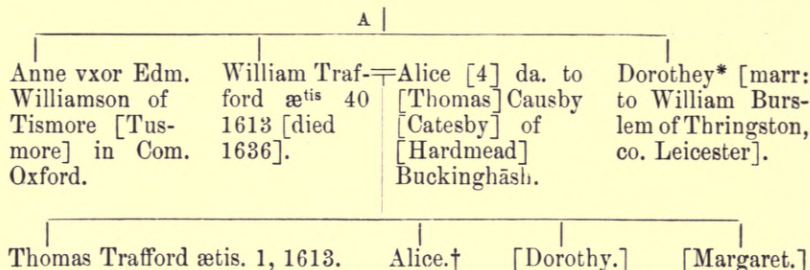 A
Anne vxor Edm.
Williamson of
Tismore [Tus-
more] in Com.
Oxford.
William Traf-
ford ætis 40
1613 [died
1636].
Alice [4] da. to
[Thomas] Causby
[Catesby] of
[Hardmead]
Buckinghãsh.
Dorothey* [marr:
to William Burs-
lem of Thringston,
co. Leicester].
Thomas Trafford ætis. 1, 1613. Alice.† [Dorothy.] [Margaret.]